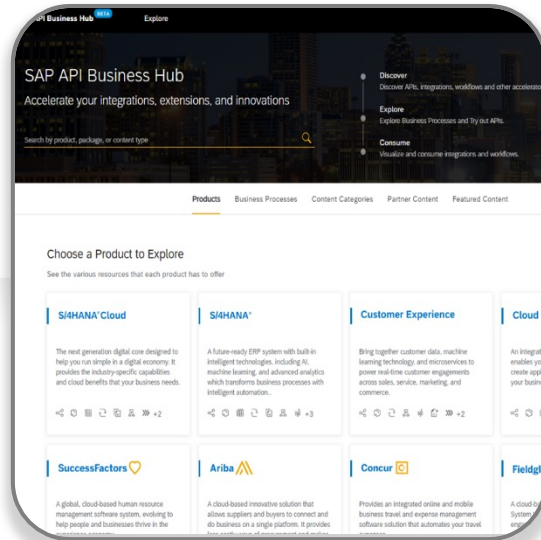 API Business Hub BETA Explore
SAP API Business Hub
Accelerate your integrations, extensions, and innovations
Search by product, package, or content type
Discover
Discover APIs, integrations, workflows and other accelerator
Explore
Explore Business Processes and Try out APIs.
Consume
Visualize and consume integrations and workflows.
Products Business Processes Content Categories Partner Content Featured Content
Choose a Product to Explore
See the various resources that each product has to offer
S/4HANA® Cloud
The next generation digital core designed to
help you run simple in a digital economy. It
provides the industry-specific capabilities
and cloud benefits that your business needs.
+2
S/4HANA®
A future-ready ERP system with built-in
intelligent technologies, including AI,
machine learning, and advanced analytics
which transforms business processes with
intelligent automation..
+3
Customer Experience
Bring together customer data, machine
learning technology, and microservices to
power real-time customer engagements
across sales, service, marketing, and
commerce.
+2
Cloud
An integrat
enables yo
create appl
your busin
SuccessFactors
A global, cloud-based human resource
management software system, evolving to
help people and businesses thrive in the
Ariba
A cloud-based innovative solution that
allows suppliers and buyers to connect and
do business on a single platform. It provides
Concur C
Provides an integrated online and mobile
business travel and expense management
software solution that automates your travel
Fieldgl
A cloud-b
System